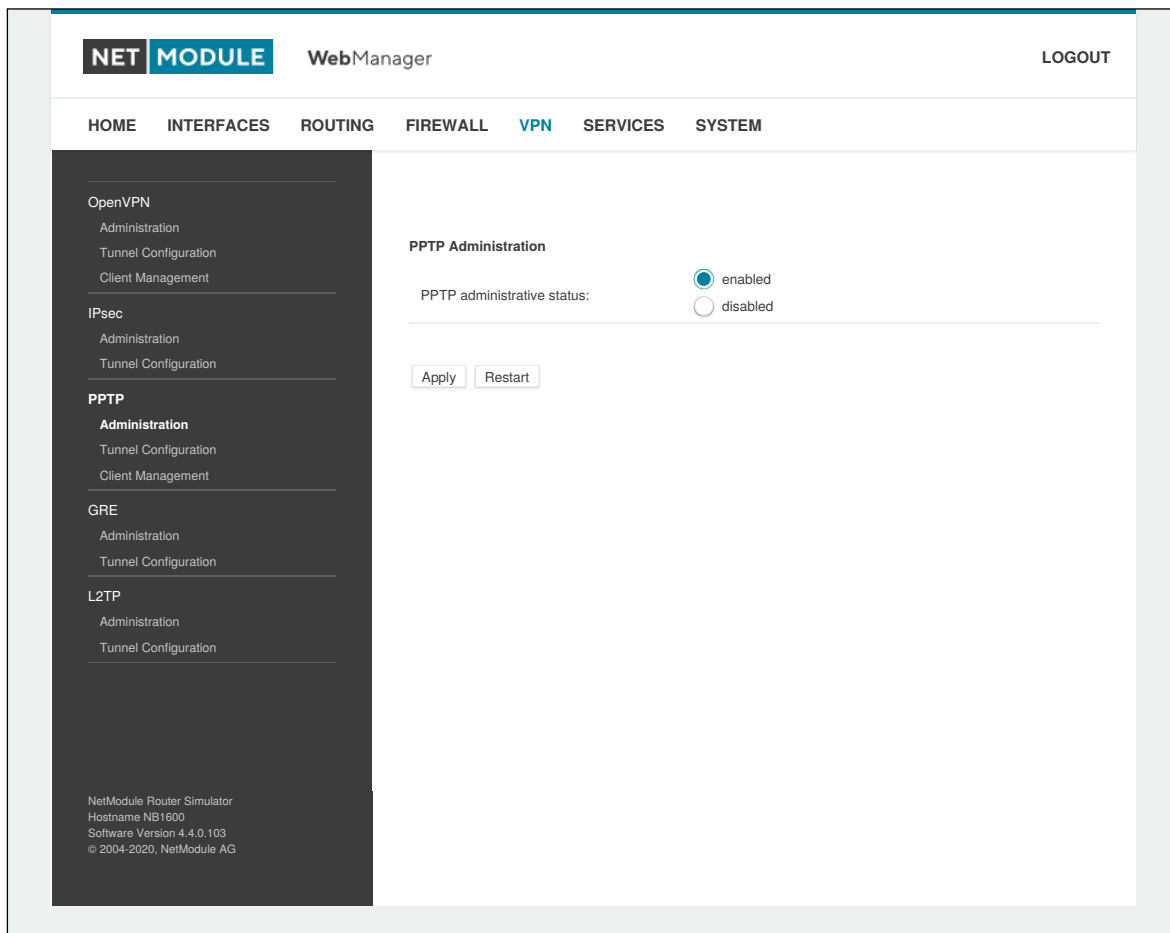 NET MODULE WebManager LOGOUT
HOME INTERFACES ROUTING FIREWALL VPN SERVICES SYSTEM
OpenVPN
Administration
Tunnel Configuration
Client Management
IPsec
Administration
Tunnel Configuration
PPTP
Administration
Tunnel Configuration
Client Management
GRE
Administration
Tunnel Configuration
L2TP
Administration
Tunnel Configuration
NetModule Router Simulator
Hostname NB1600
Software Version 4.4.0.103
© 2004-2020, NetModule AG
PPTP Administration
PPTP administrative status:
enabled
disabled
Apply Restart